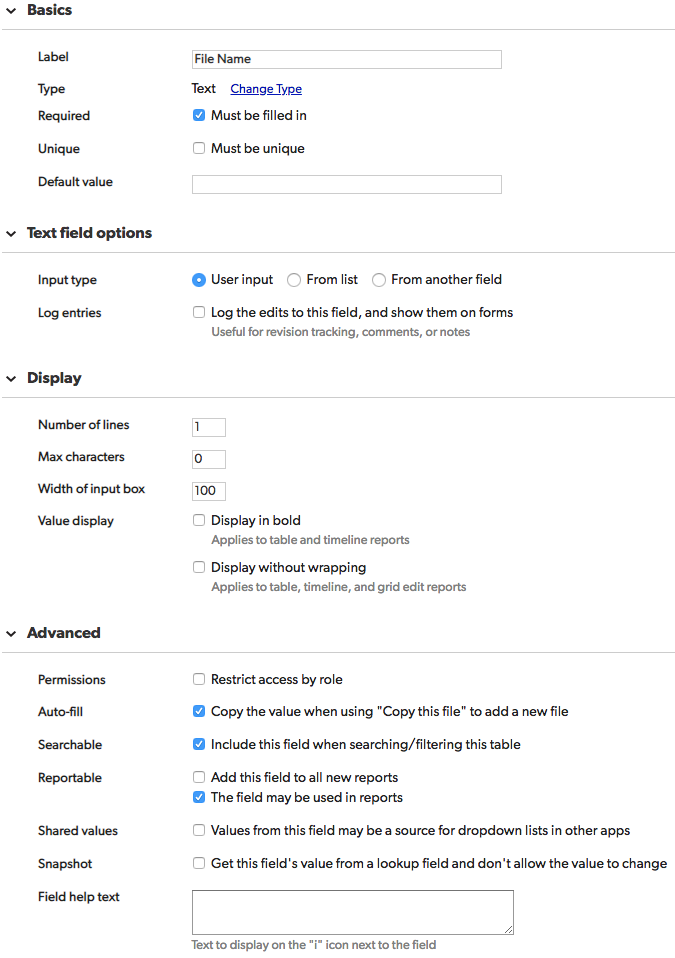 Basics
Label File Name
Type Text Change Type
Required Must be filled in
Unique Must be unique
Default value
Text field options
Input type User input From list From another field
Log entries Log the edits to this field, and show them on forms
Useful for revision tracking, comments, or notes
Display
Number of lines 1
Max characters 0
Width of input box 100
Value display Display in bold
Applies to table and timeline reports
Display without wrapping
Applies to table, timeline, and grid edit reports
Advanced
Permissions Restrict access by role
Auto-fill Copy the value when using "Copy this file" to add a new file
Searchable Include this field when searching/filtering this table
Reportable Add this field to all new reports
The field may be used in reports
Shared values Values from this field may be a source for dropdown lists in other apps
Snapshot Get this field's value from a lookup field and don't allow the value to change
Field help text
Text to display on the "i" icon next to the field